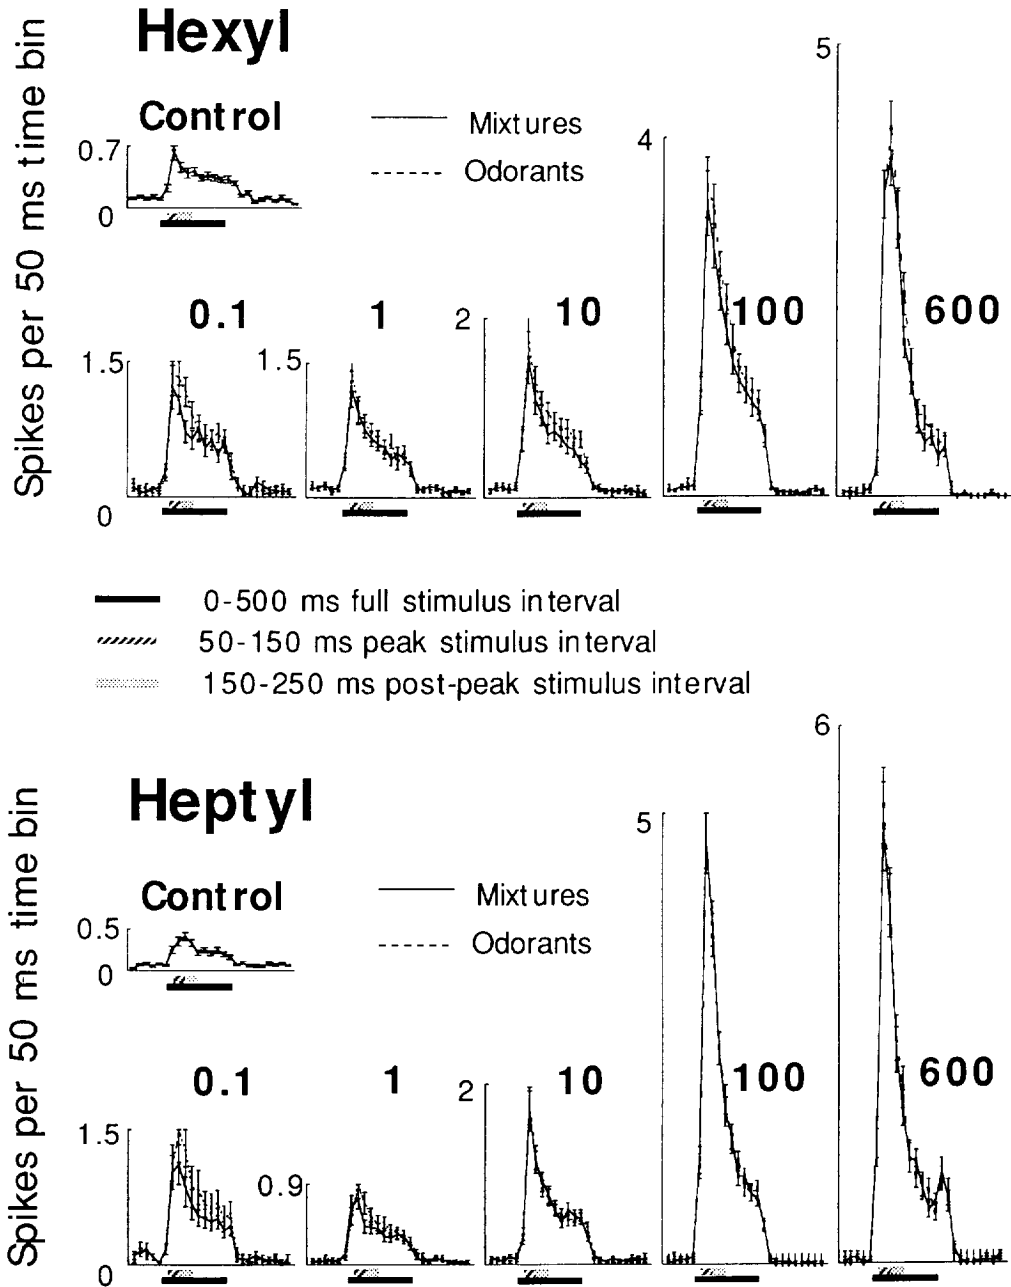 Spikes per 50 ms time bin
Hexyl
Control
0.7
0
Mixtures
Odorants
0.1
1.5
0
1
1.5
10
2
100
4
600
5
0-500 ms full stimulus interval
50-150 ms peak stimulus interval
150-250 ms post-peak stimulus interval
Spikes per 50 ms time bin
Heptyl
Control
0.5
0
Mixtures
Odorants
0.1
1.5
0
1
0.9
10
2
100
5
600
6